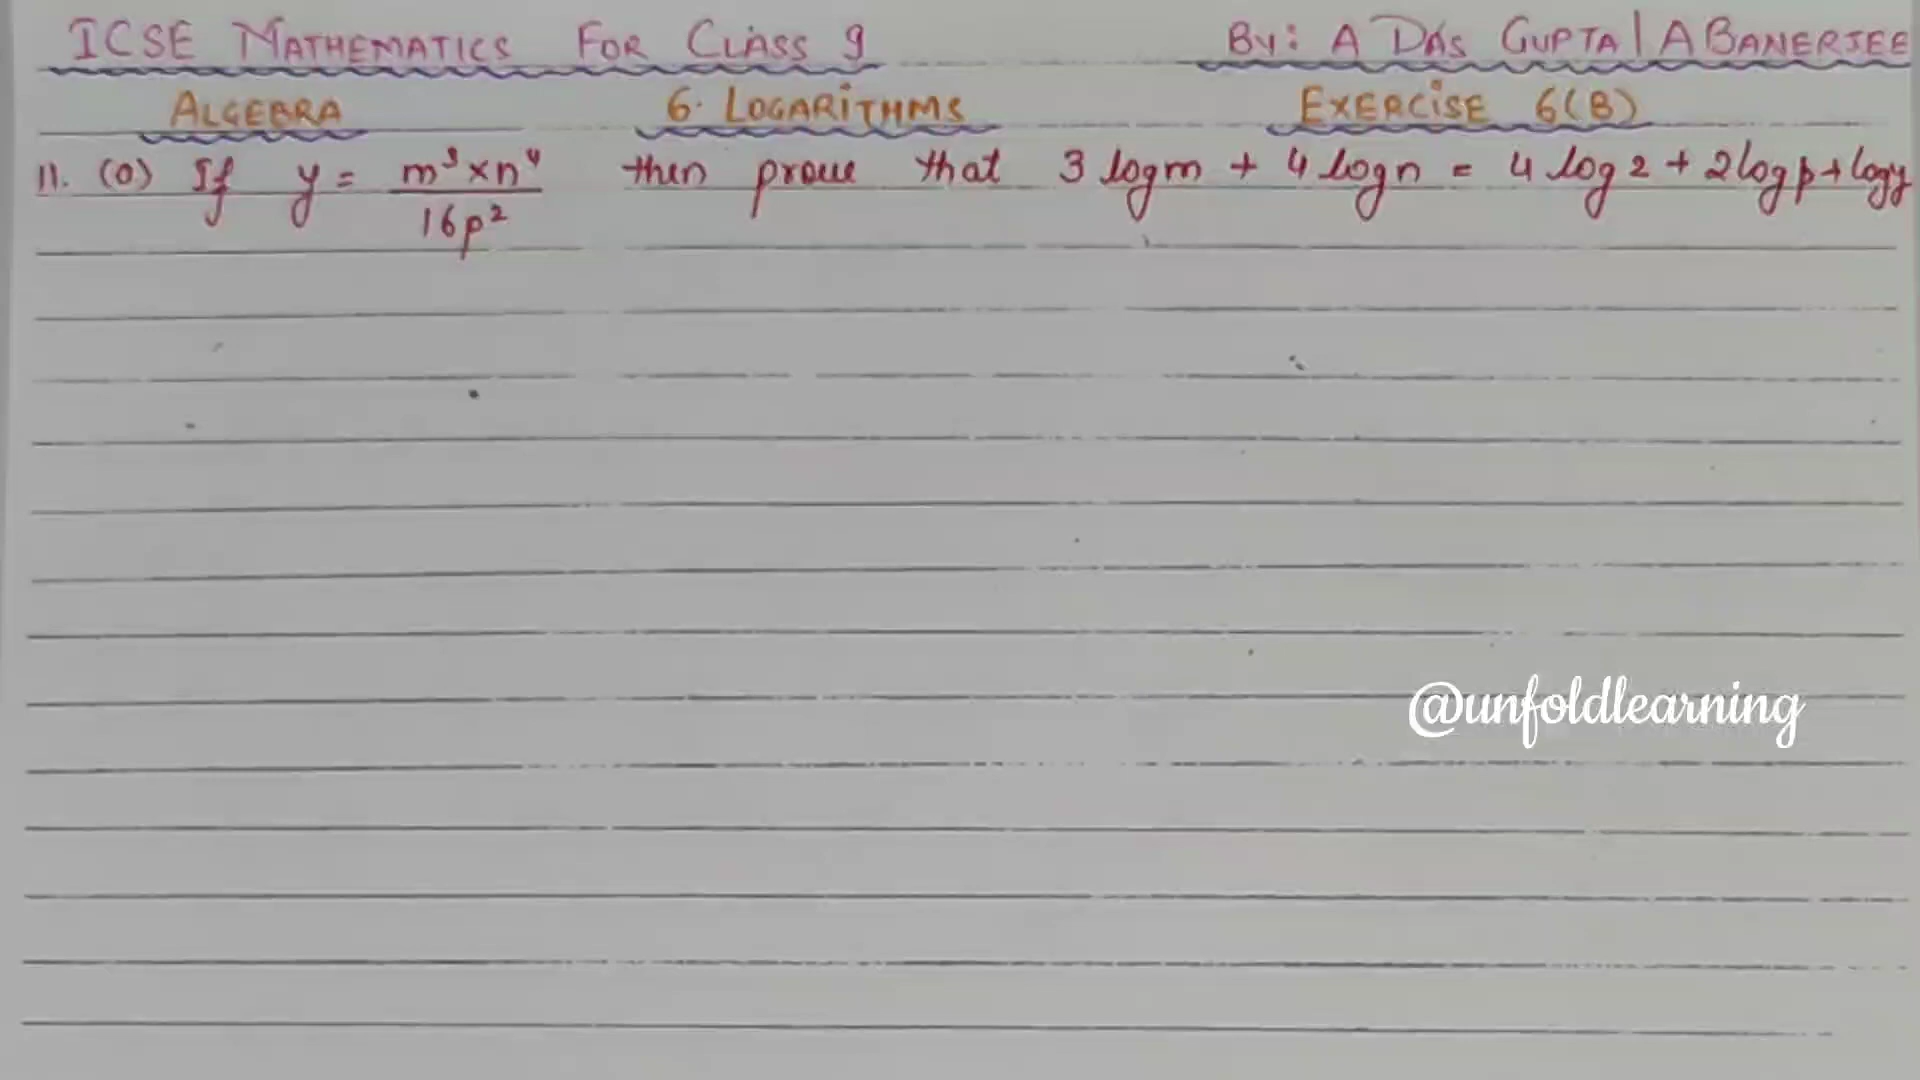 ICSE MATHEMATICS FOR CLASS 9 BY: A DAS GUPTA | A BANERJEE
ALGEBRA 6. LOGARITHMS EXERCISE 6(B)
11. (a) If y = m³×n⁴ / 16p² then prove that 3 log m + 4 log n = 4 log 2 + 2 log p + log y
@unfoldlearning